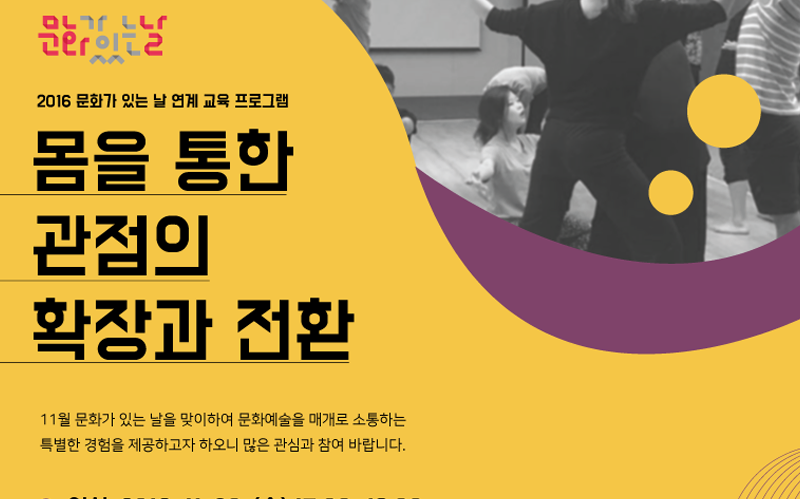 문화가 있는 날
2016 문화가 있는 날 연계 교육 프로그램
몸을 통한
관점의
확장과 전환
11월 문화가 있는 날을 맞이하여 문화예술을 매개로 소통하는
특별한 경험을 제공하고자 하오니 많은 관심과 참여 바랍니다.